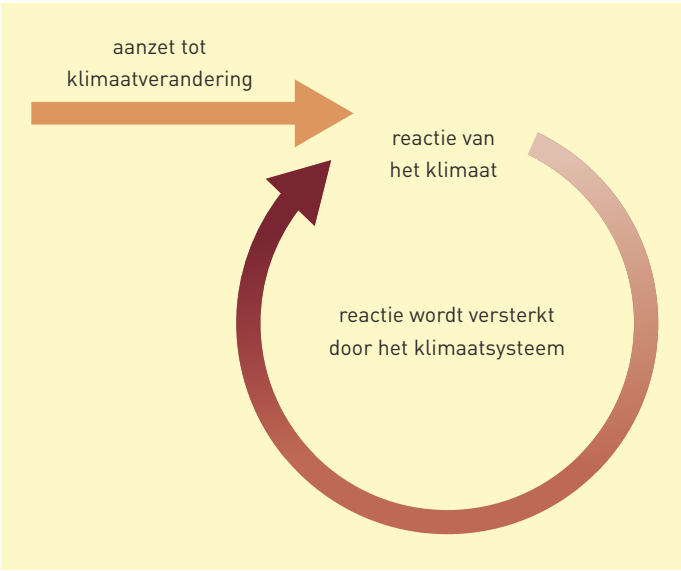 aanzet tot
klimaatverandering
reactie van
het klimaat
reactie wordt versterkt
door het klimaatsysteem